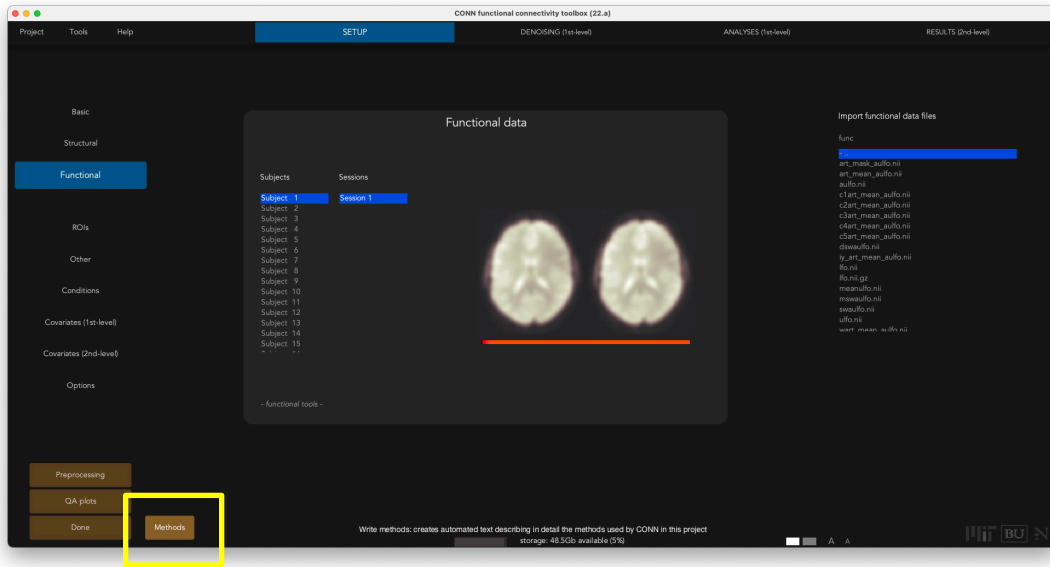 CONN functional connectivity toolbox (22.a)
Project Tools Help SETUP DENOISING (1st-level) ANALYSES (1st-level) RESULTS (2nd-level)
Basic
Structural
Functional
ROIs
Other
Conditions
Covariates (1st-level)
Covariates (2nd-level)
Options
Preprocessing
QA plots
Done
Methods
Functional data
Subjects Sessions
Subject 1 Session 1
Subject 2
Subject 3
Subject 4
Subject 5
Subject 6
Subject 7
Subject 8
Subject 9
Subject 10
Subject 11
Subject 12
Subject 13
Subject 14
Subject 15
- functional tools -
Import functional data files
func
- ..
art_mask_aulfo.nii
art_mean_aulfo.nii
aulfo.nii
c1art_mean_aulfo.nii
c2art_mean_aulfo.nii
c3art_mean_aulfo.nii
c4art_mean_aulfo.nii
c5art_mean_aulfo.nii
dswaulfo.nii
iy_art_mean_aulfo.nii
lfo.nii
lfo.nii.gz
meanulfo.nii
mswaulfo.nii
swaulfo.nii
ulfo.nii
wart_mean_aulfo.nii
Write methods: creates automated text describing in detail the methods used by CONN in this project
storage: 48.5Gb available (5%)
A A
BU N